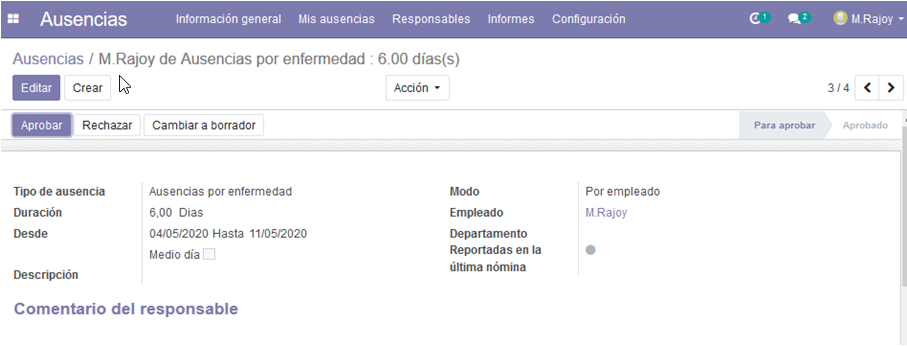 Ausencias Información general Mis ausencias Responsables Informes Configuración 1 2 M.Rajoy
Ausencias / M.Rajoy de Ausencias por enfermedad : 6.00 días(s)
Editar Crear Acción 3 / 4
Aprobar Rechazar Cambiar a borrador Para aprobar Aprobado
Tipo de ausencia Ausencias por enfermedad Modo Por empleado
Duración 6,00 Dias Empleado M.Rajoy
Desde 04/05/2020 Hasta 11/05/2020 Departamento
Medio día Reportadas en la
última nómina
Descripción
Comentario del responsable